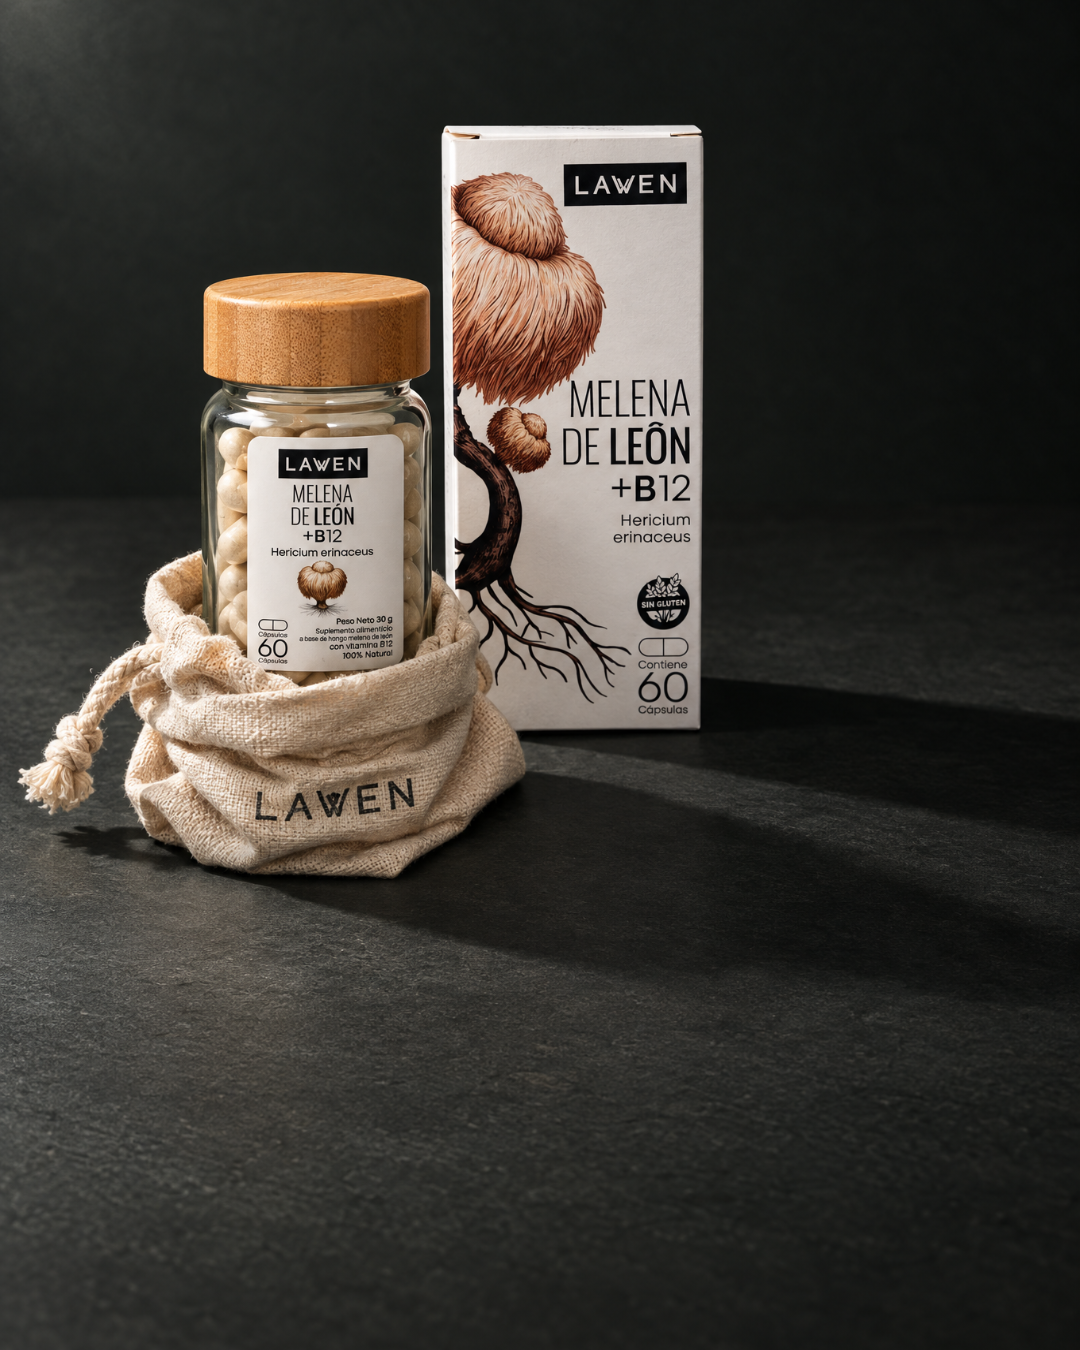 LAWEN
MELENA
DE LEÔN
+B12
Hericium
erinaceus
SIN GLUTEN
Contiene
60
Cápsulas
LAWEN
MELENA
DE LEÓN
+B12
Hericium erinaceus
Peso Neto 30 g
Suplemento alimenticio
a base de hongo melena de león
con vitamina B12
100% Natural
Cápsulas
60
Cápsulas
LAWEN